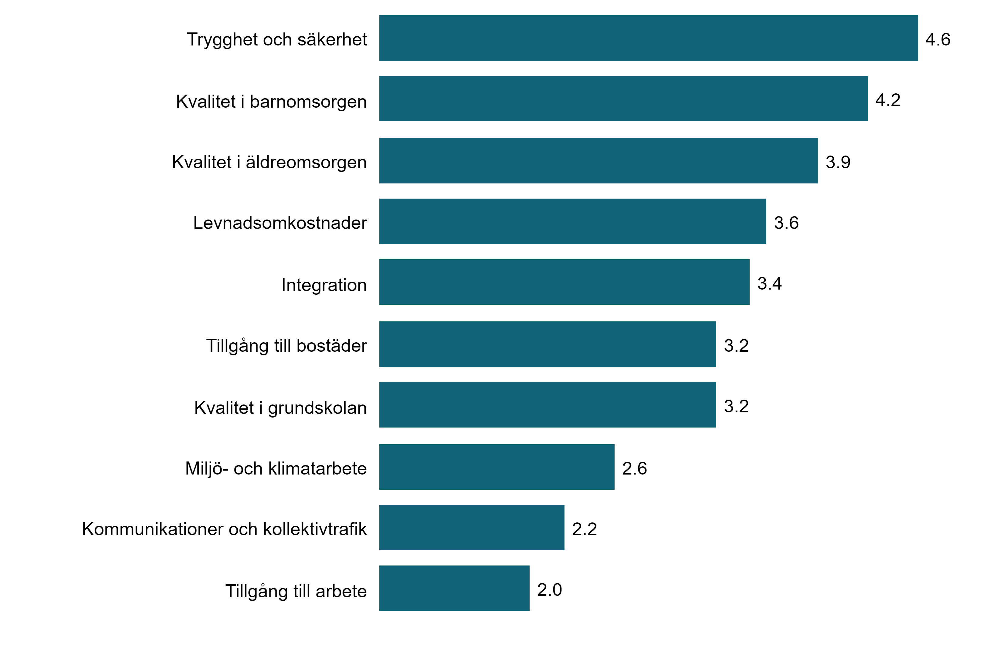 Trygghet och säkerhet 4.6
Kvalitet i barnomsorgen 4.2
Kvalitet i äldreomsorgen 3.9
Levnadsomkostnader 3.6
Integration 3.4
Tillgång till bostäder 3.2
Kvalitet i grundskolan 3.2
Miljö- och klimatarbete 2.6
Kommunikationer och kollektivtrafik 2.2
Tillgång till arbete 2.0